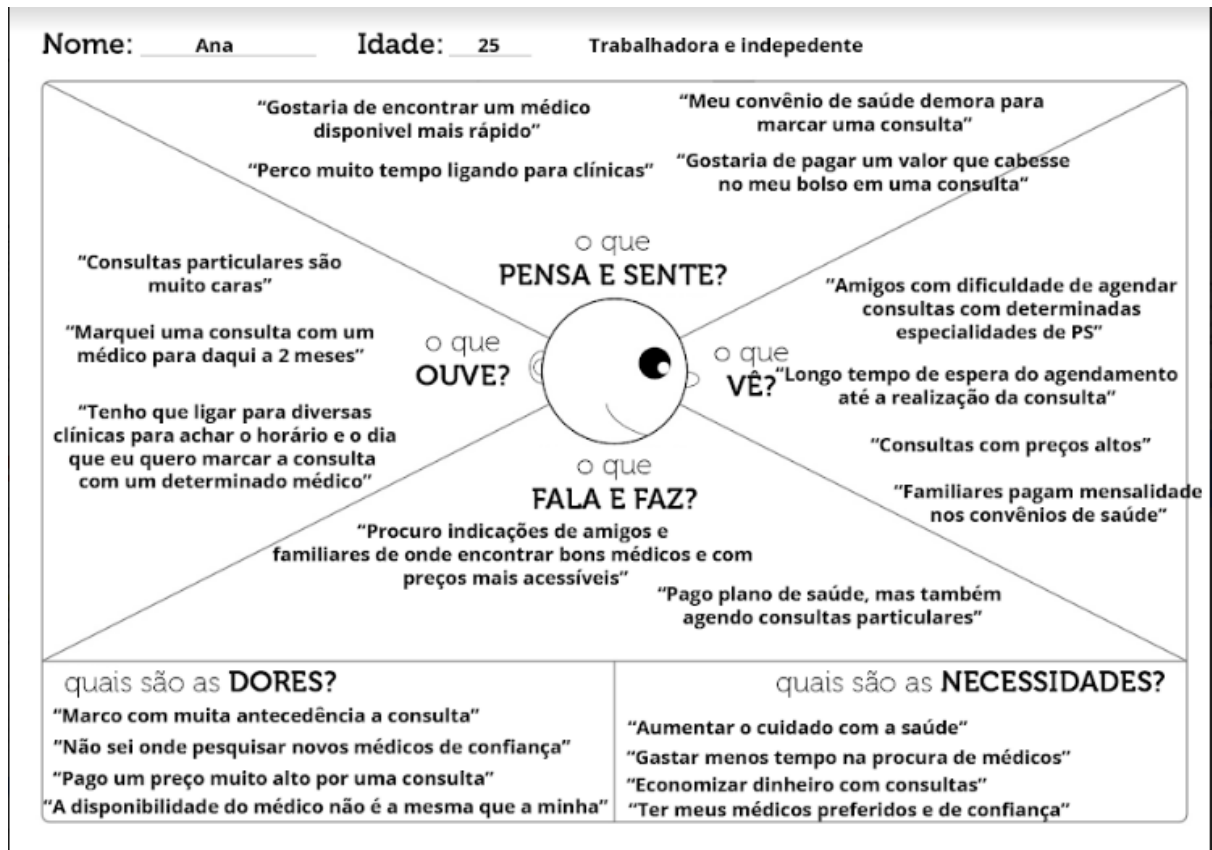 Nome: Ana Idade: 25 Trabalhadora e indepedente
“Gostaria de encontrar um médico
disponivel mais rápido”
“Perco muito tempo ligando para clínicas”
“Meu convênio de saúde demora para
marcar uma consulta”
“Gostaria de pagar um valor que cabesse
no meu bolso em uma consulta”
o que
PENSA E SENTE?
“Consultas particulares são
muito caras”
“Marquei uma consulta com um
médico para daqui a 2 meses”
“Tenho que ligar para diversas
clínicas para achar o horário e o dia
que eu quero marcar a consulta
com um determinado médico”
o que
OUVE?
o que
VÊ?
“Amigos com dificuldade de agendar
consultas com determinadas
especialidades de PS”
“Longo tempo de espera do agendamento
até a realização da consulta”
“Consultas com preços altos”
“Familiares pagam mensalidade
nos convênios de saúde”
o que
FALA E FAZ?
“Procuro indicações de amigos e
familiares de onde encontrar bons médicos e com
preços mais acessíveis”
“Pago plano de saúde, mas também
agendo consultas particulares”
quais são as DORES?
“Marco com muita antecedência a consulta”
“Não sei onde pesquisar novos médicos de confiança”
“Pago um preço muito alto por uma consulta”
“A disponibilidade do médico não é a mesma que a minha”
quais são as NECESSIDADES?
“Aumentar o cuidado com a saúde”
“Gastar menos tempo na procura de médicos”
“Economizar dinheiro com consultas”
“Ter meus médicos preferidos e de confiança”